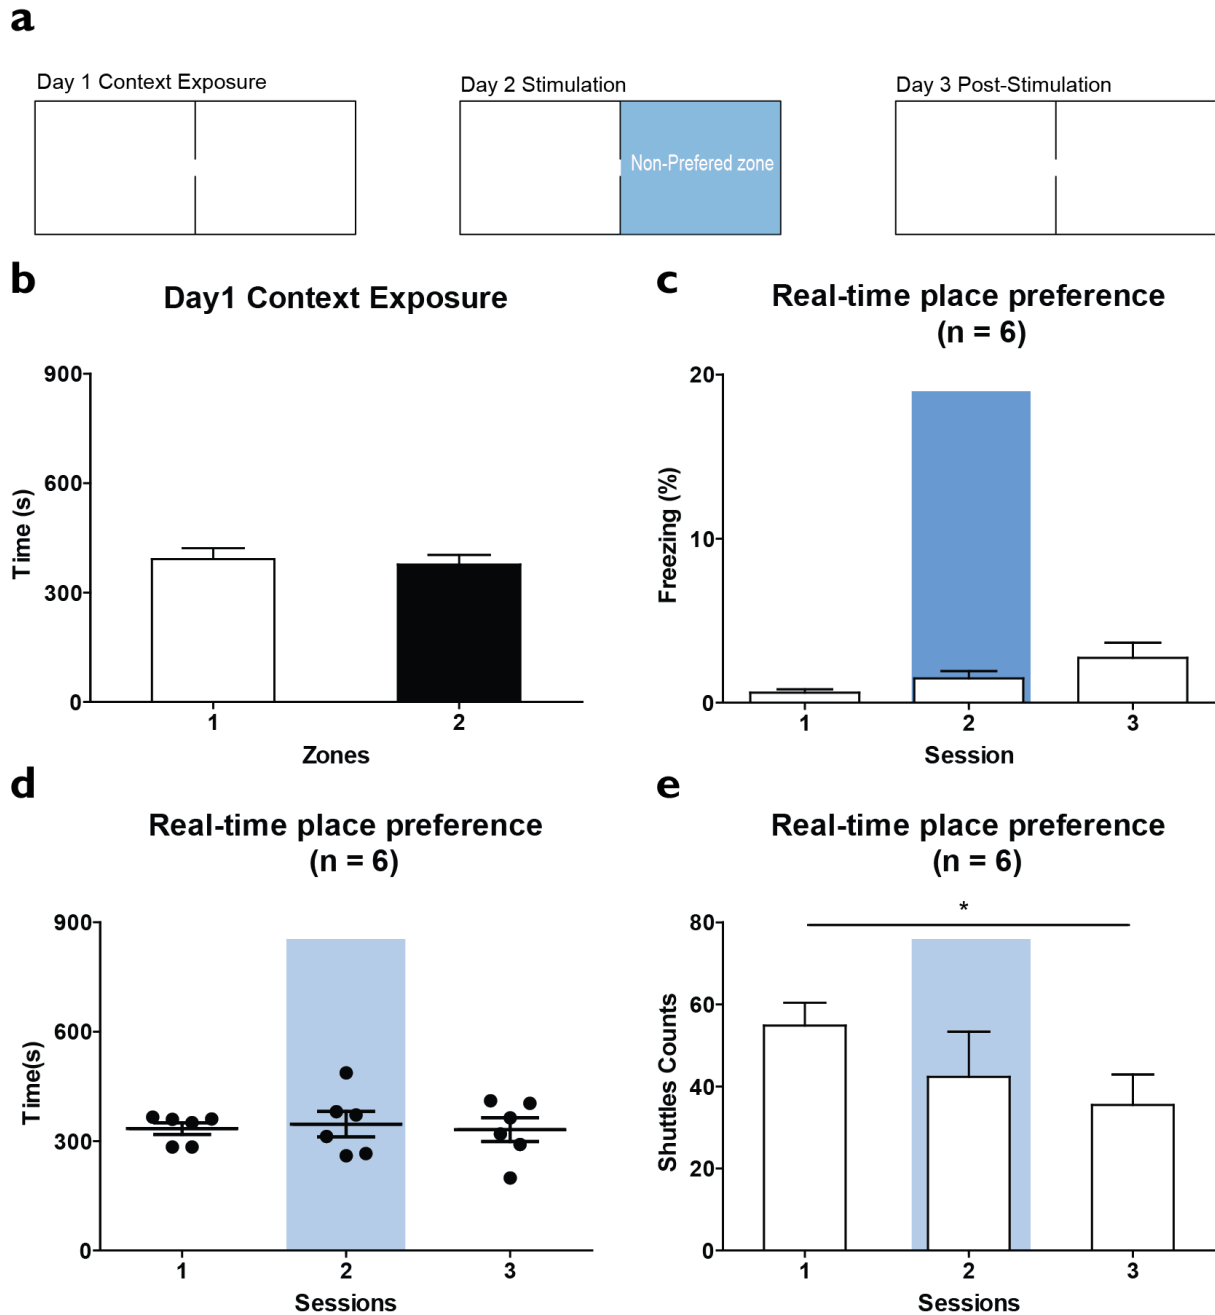 a
Day 1 Context Exposure
Day 2 Stimulation
Day 3 Post-Stimulation
Non-Prefered zone
b
Day1 Context Exposure
900
600
300
0
Time (s)
1
2
Zones
c
Real-time place preference
(n = 6)
20
10
0
Freezing (%)
1
2
3
Session
d
Real-time place preference
(n = 6)
900
600
300
0
Time(s)
1
2
3
Sessions
e
Real-time place preference
(n = 6)
*
80
60
40
20
0
Shuttles Counts
1
2
3
Sessions